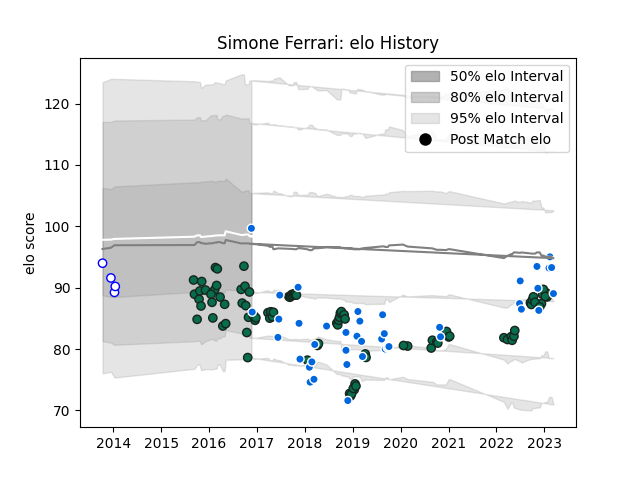 Simone Ferrari: elo History
50% elo Interval
80% elo Interval
95% elo Interval
Post Match elo
elo score
120
110
100
90
80
70
2014 2015 2016 2017 2018 2019 2020 2021 2022 2023